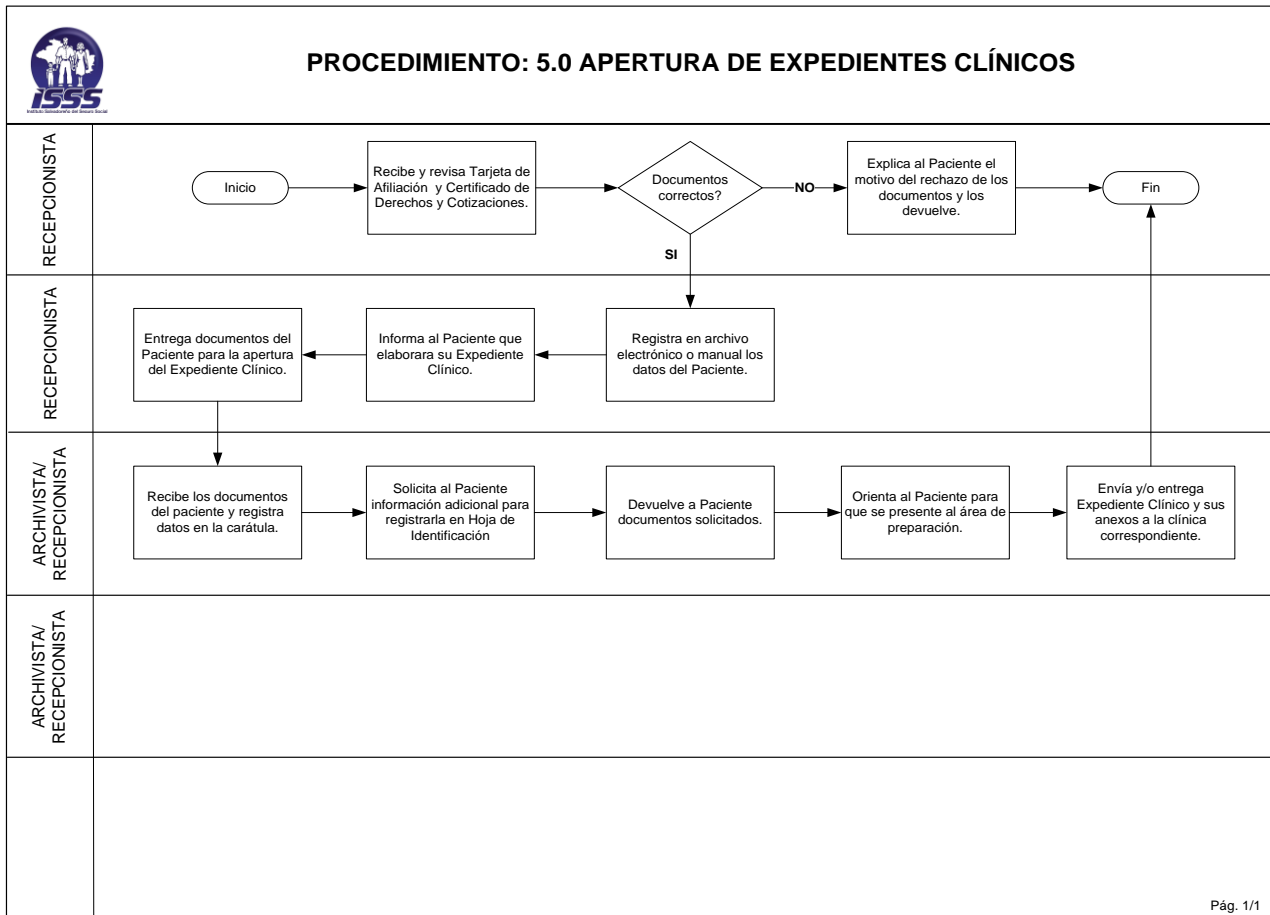 PROCEDIMIENTO: 5.0 APERTURA DE EXPEDIENTES CLÍNICOS
ISSS
Instituto Salvadoreño del Seguro Social
RECEPCIONISTA
Inicio
Recibe y revisa Tarjeta de
Afiliación y Certificado de
Derechos y Cotizaciones.
Documentos
correctos?
NO
Explica al Paciente el
motivo del rechazo de los
documentos y los
devuelve.
Fin
SI
RECEPCIONISTA
Entrega documentos del
Paciente para la apertura
del Expediente Clínico.
Informa al Paciente que
elaborara su Expediente
Clínico.
Registra en archivo
electrónico o manual los
datos del Paciente.
ARCHIVISTA/
RECEPCIONISTA
Recibe los documentos
del paciente y registra
datos en la carátula.
Solicita al Paciente
información adicional para
registrarla en Hoja de
Identificación
Devuelve a Paciente
documentos solicitados.
Orienta al Paciente para
que se presente al área de
preparación.
Envía y/o entrega
Expediente Clínico y sus
anexos a la clínica
correspondiente.
ARCHIVISTA/
RECEPCIONISTA
Pág. 1/1